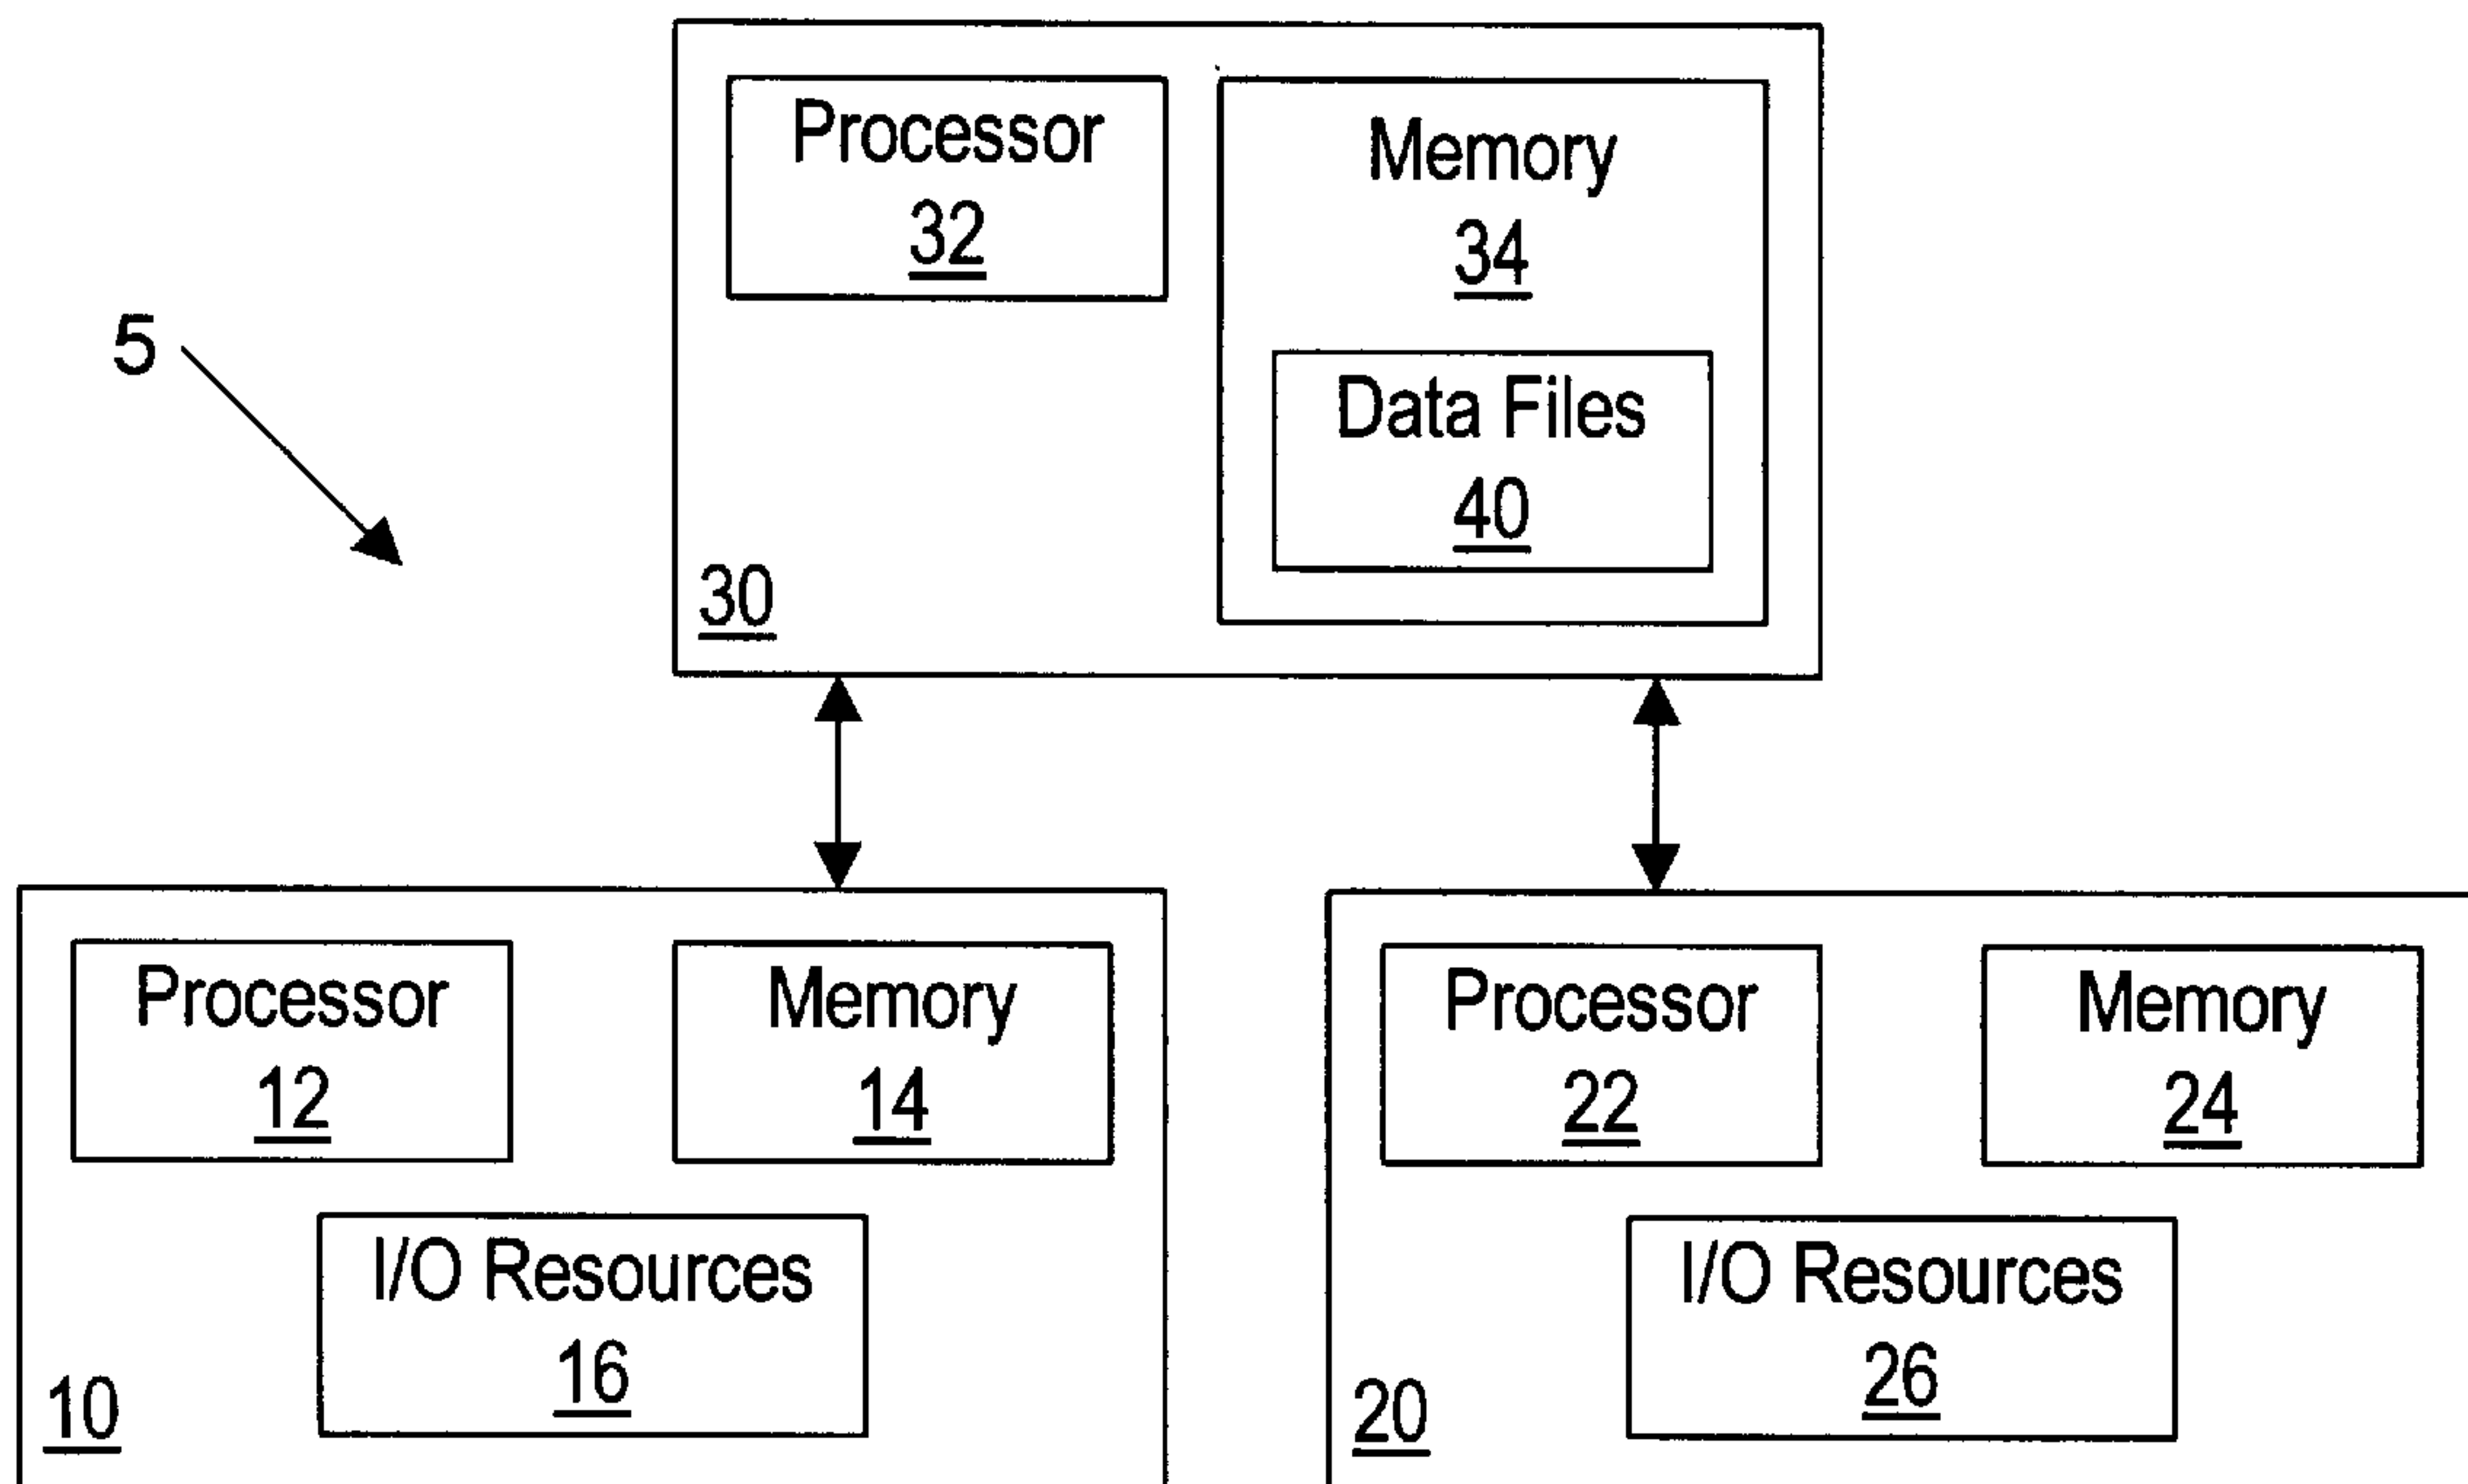 Processor
32
Memory
34
Data Files
40
30
5
Processor
12
Memory
14
I/O Resources
16
10
Processor
22
Memory
24
I/O Resources
26
20